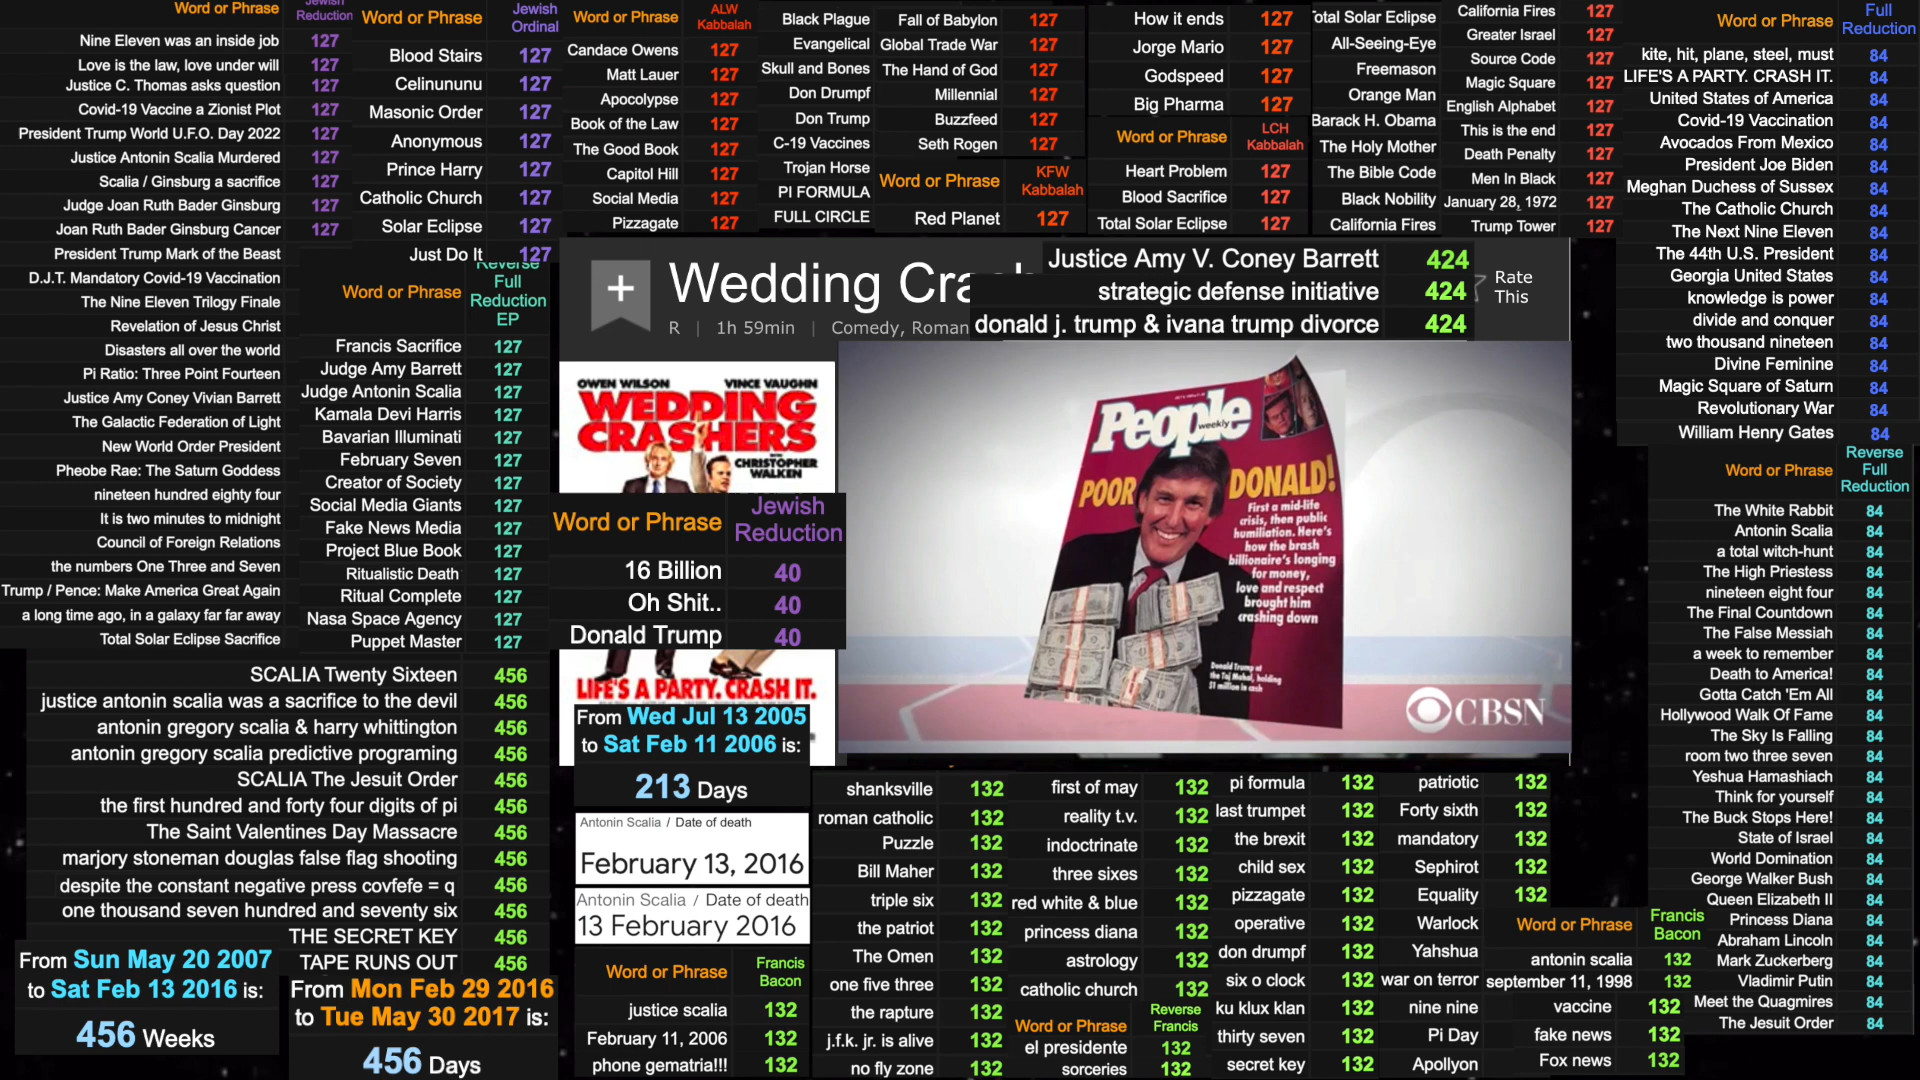 Word or Phrase Jewish Reduction
Nine Eleven was an inside job 127
Love is the law, love under will 127
Justice C. Thomas asks question 127
Covid-19 Vaccine a Zionist Plot 127
President Trump World U.F.O. Day 2022 127
Justice Antonin Scalia Murdered 127
Scalia / Ginsburg a sacrifice 127
Judge Joan Ruth Bader Ginsburg 127
Joan Ruth Bader Ginsburg Cancer 127
President Trump Mark of the Beast
D.J.T. Mandatory Covid-19 Vaccination
The Nine Eleven Trilogy Finale
Revelation of Jesus Christ
Disasters all over the world
Pi Ratio: Three Point Fourteen
Justice Amy Coney Vivian Barrett
The Galactic Federation of Light
New World Order President
Pheobe Rae: The Saturn Goddess
nineteen hundred eighty four
It is two minutes to midnight
Council of Foreign Relations
the numbers One Three and Seven
Trump / Pence: Make America Great Again
a long time ago, in a galaxy far far away
Total Solar Eclipse Sacrifice
Word or Phrase Jewish Ordinal
Blood Stairs 127
Celinununu 127
Masonic Order 127
Anonymous 127
Prince Harry 127
Catholic Church 127
Solar Eclipse 127
Just Do It 127
Word or Phrase Reverse Full Reduction EP
Francis Sacrifice 127
Judge Amy Barrett 127
Judge Antonin Scalia 127
Kamala Devi Harris 127
Bavarian Illuminati 127
February Seven 127
Creator of Society 127
Social Media Giants 127
Fake News Media 127
Project Blue Book 127
Ritualistic Death 127
Ritual Complete 127
Nasa Space Agency 127
Puppet Master 127
Word or Phrase ALW Kabbalah
Candace Owens 127
Matt Lauer 127
Apocolypse 127
Book of the Law 127
The Good Book 127
Capitol Hill 127
Social Media 127
Pizzagate 127
Black Plague
Evangelical
Skull and Bones
Don Drumpf
Don Trump
C-19 Vaccines
Trojan Horse
PI FORMULA
FULL CIRCLE
Fall of Babylon 127
Global Trade War 127
The Hand of God 127
Millennial 127
Buzzfeed 127
Seth Rogen 127
Word or Phrase KFW Kabbalah
Red Planet 127
How it ends 127
Jorge Mario 127
Godspeed 127
Big Pharma 127
Word or Phrase LCH Kabbalah
Heart Problem 127
Blood Sacrifice 127
Total Solar Eclipse 127
Total Solar Eclipse
All-Seeing-Eye
Freemason
Orange Man
Barack H. Obama
The Holy Mother
The Bible Code
Black Nobility
California Fires
California Fires 127
Greater Israel 127
Source Code 127
Magic Square 127
English Alphabet 127
This is the end 127
Death Penalty 127
Men In Black 127
January 28, 1972 127
Trump Tower 127
Word or Phrase Full Reduction
kite, hit, plane, steel, must 84
LIFE'S A PARTY. CRASH IT. 84
United States of America 84
Covid-19 Vaccination 84
Avocados From Mexico 84
President Joe Biden 84
Meghan Duchess of Sussex 84
The Catholic Church 84
The Next Nine Eleven 84
The 44th U.S. President 84
Georgia United States 84
knowledge is power 84
divide and conquer 84
two thousand nineteen 84
Divine Feminine 84
Magic Square of Saturn 84
Revolutionary War 84
William Henry Gates 84
Word or Phrase Reverse Full Reduction
The White Rabbit 84
Antonin Scalia 84
a total witch-hunt 84
The High Priestess 84
nineteen eight four 84
The Final Countdown 84
The False Messiah 84
a week to remember 84
Death to America! 84
Gotta Catch 'Em All 84
Hollywood Walk Of Fame 84
The Sky Is Falling 84
room two three seven 84
Yeshua Hamashiach 84
Think for yourself 84
The Buck Stops Here! 84
State of Israel 84
World Domination 84
George Walker Bush 84
Queen Elizabeth II 84
Princess Diana 84
Abraham Lincoln 84
Mark Zuckerberg 84
Vladimir Putin 84
Meet the Quagmires 84
The Jesuit Order 84
+ Wedding Cra
R | 1h 59min | Comedy, Roman
Rate This
Justice Amy V. Coney Barrett 424
strategic defense initiative 424
donald j. trump & ivana trump divorce 424
OWEN WILSON VINCE VAUGHN
WEDDING
CRASHERS
WITH CHRISTOPHER
WALKEN
Word or Phrase Jewish Reduction
16 Billion 40
Oh Shit.. 40
Donald Trump 40
LIFE'S A PARTY. CRASH IT.
From Wed Jul 13 2005
to Sat Feb 11 2006 is:
213 Days
People
weekly
POOR DONALD!
First a mid-life
crisis, then public
humiliation. Here's
how the brash
billionaire's longing
for money,
love and respect
brought him
crashing down
Donald Trump at
the Taj Mahal, holding
$1 million in cash
CBSN
SCALIA Twenty Sixteen 456
justice antonin scalia was a sacrifice to the devil 456
antonin gregory scalia & harry whittington 456
antonin gregory scalia predictive programing 456
SCALIA The Jesuit Order 456
the first hundred and forty four digits of pi 456
The Saint Valentines Day Massacre 456
marjory stoneman douglas false flag shooting 456
despite the constant negative press covfefe = q 456
one thousand seven hundred and seventy six 456
THE SECRET KEY 456
TAPE RUNS OUT 456
From Sun May 20 2007
to Sat Feb 13 2016 is:
456 Weeks
From Mon Feb 29 2016
to Tue May 30 2017 is:
456 Days
Antonin Scalia / Date of death
February 13, 2016
Antonin Scalia / Date of death
13 February 2016
Word or Phrase Francis Bacon
justice scalia 132
February 11, 2006 132
phone gematria!!! 132
shanksville 132
roman catholic 132
Puzzle 132
Bill Maher 132
triple six 132
the patriot 132
The Omen 132
one five three 132
the rapture 132
j.f.k. jr. is alive 132
no fly zone 132
first of may 132
reality t.v. 132
indoctrinate 132
three sixes 132
red white & blue 132
princess diana 132
astrology 132
catholic church 132
Word or Phrase Reverse Francis
el presidente 132
sorceries 132
pi formula 132
last trumpet 132
the brexit 132
child sex 132
pizzagate 132
operative 132
don drumpf 132
six o clock 132
ku klux klan 132
thirty seven 132
secret key 132
patriotic 132
Forty sixth 132
mandatory 132
Sephirot 132
Equality 132
Warlock
Yahshua
war on terror
nine nine
Pi Day
Apollyon
Word or Phrase Francis Bacon
antonin scalia 132
september 11, 1998 132
vaccine 132
fake news 132
Fox news 132